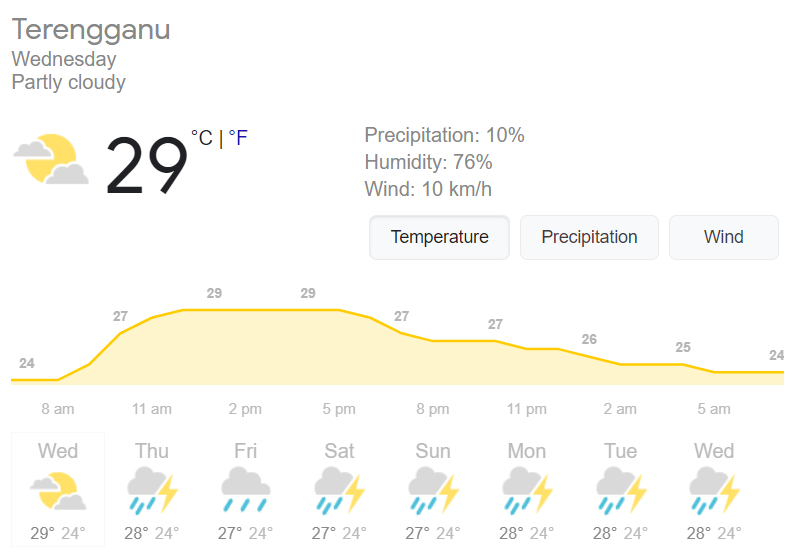 Terengganu
Wednesday
Partly cloudy
29 °C | °F
Precipitation: 10%
Humidity: 76%
Wind: 10 km/h
Temperature Precipitation Wind
24 27 29 29 27 27 26 25 24
8 am 11 am 2 pm 5 pm 8 pm 11 pm 2 am 5 am
Wed Thu Fri Sat Sun Mon Tue Wed
29° 24° 28° 24° 27° 24° 27° 24° 27° 24° 28° 24° 28° 24° 28° 24°